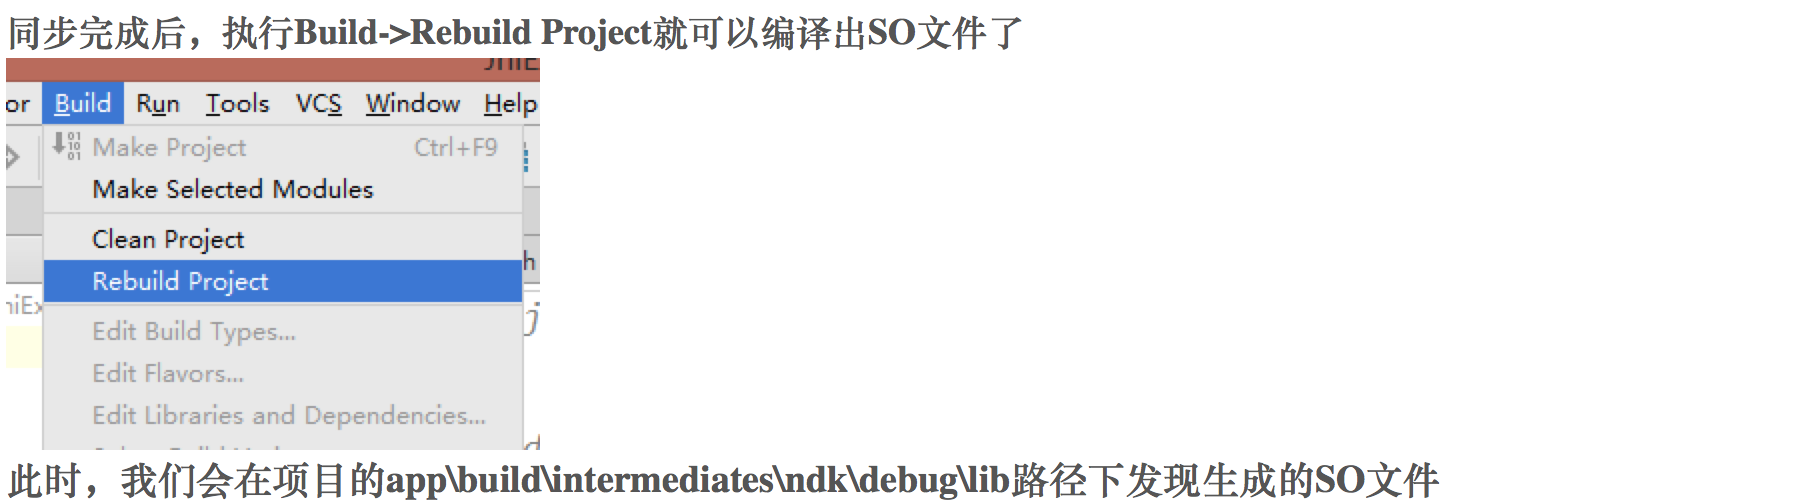 同步完成后，执行Build->Rebuild Project就可以编译出SO文件了
or Build Run Tools VCS Window Help
Make Project Ctrl+F9
Make Selected Modules
Clean Project
Rebuild Project
Edit Build Types...
Edit Flavors...
Edit Libraries and Dependencies...
此时，我们会在项目的app\build\intermediates\ndk\debug\lib路径下发现生成的SO文件